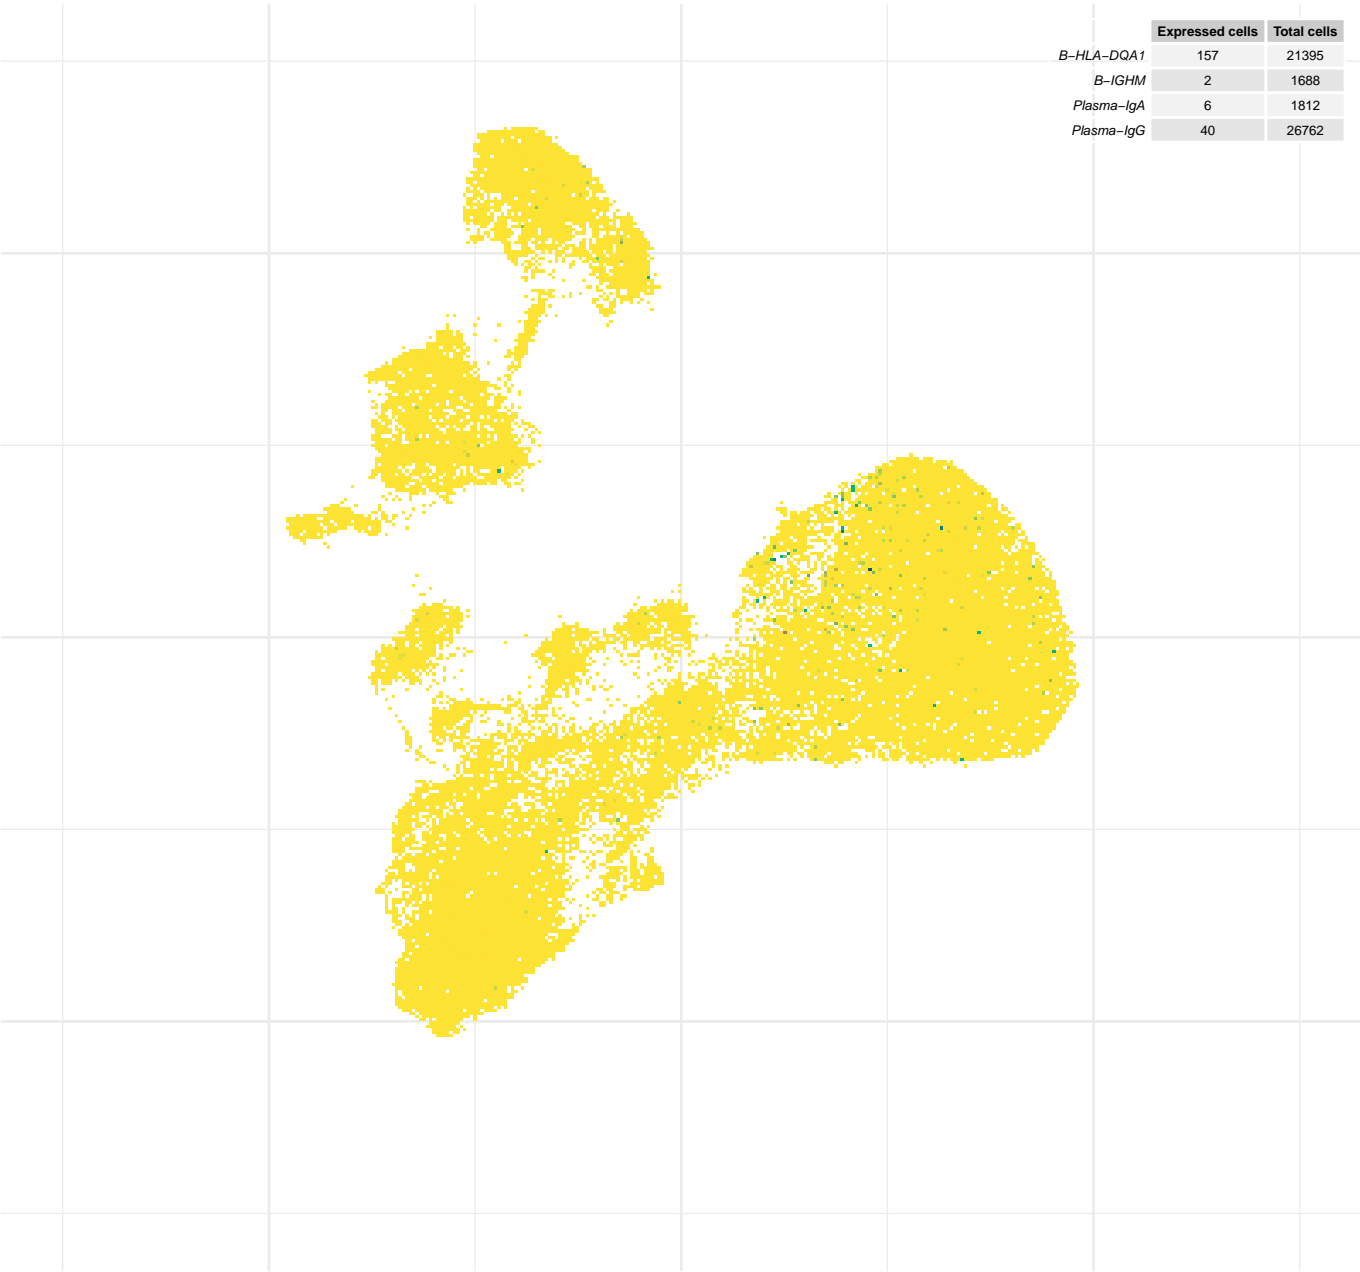 Expressed cells Total cells
B−HLA−DQA1 157 21395
B−IGHM 2 1688
Plasma−IgA 6 1812
Plasma−IgG 40 26762